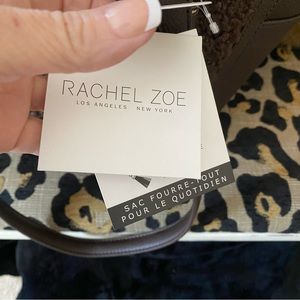 RACHEL ZOE
LOS ANGELES NEW YORK
SAC FOURRE-TOUT
POUR LE QUOTIDIEN